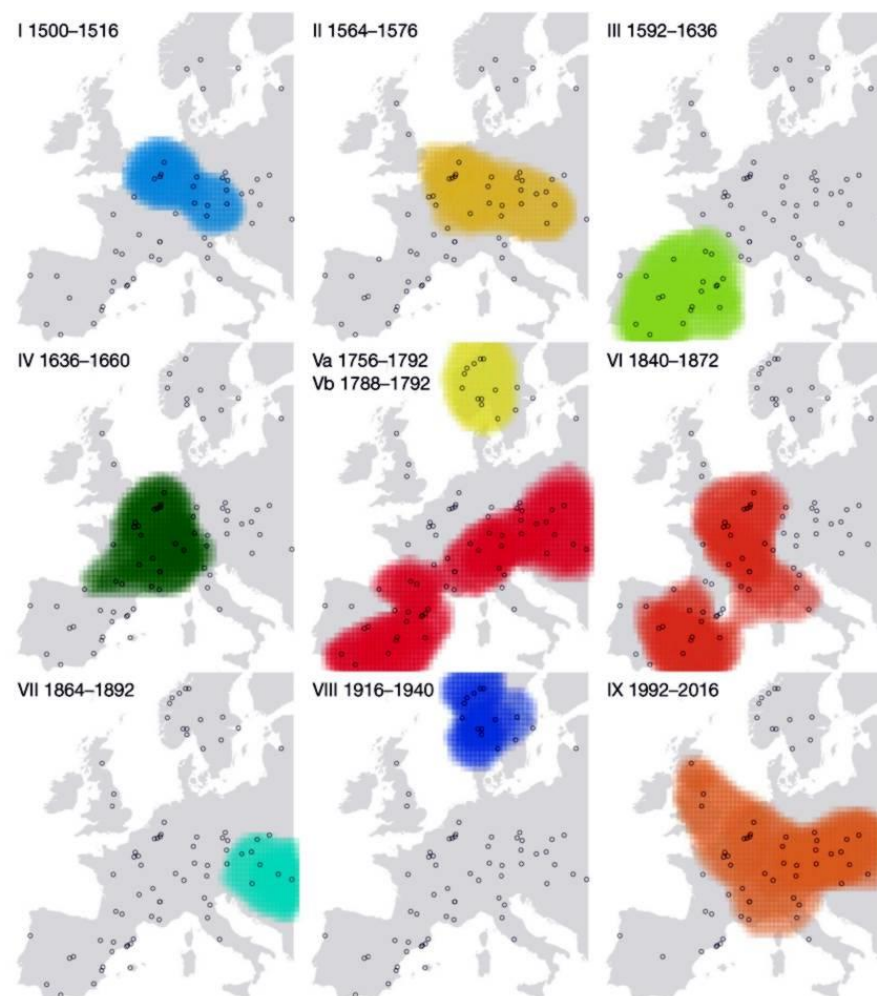 I 1500–1516
II 1564–1576
III 1592–1636
IV 1636–1660
Va 1756–1792
Vb 1788–1792
VI 1840–1872
VII 1864–1892
VIII 1916–1940
IX 1992–2016